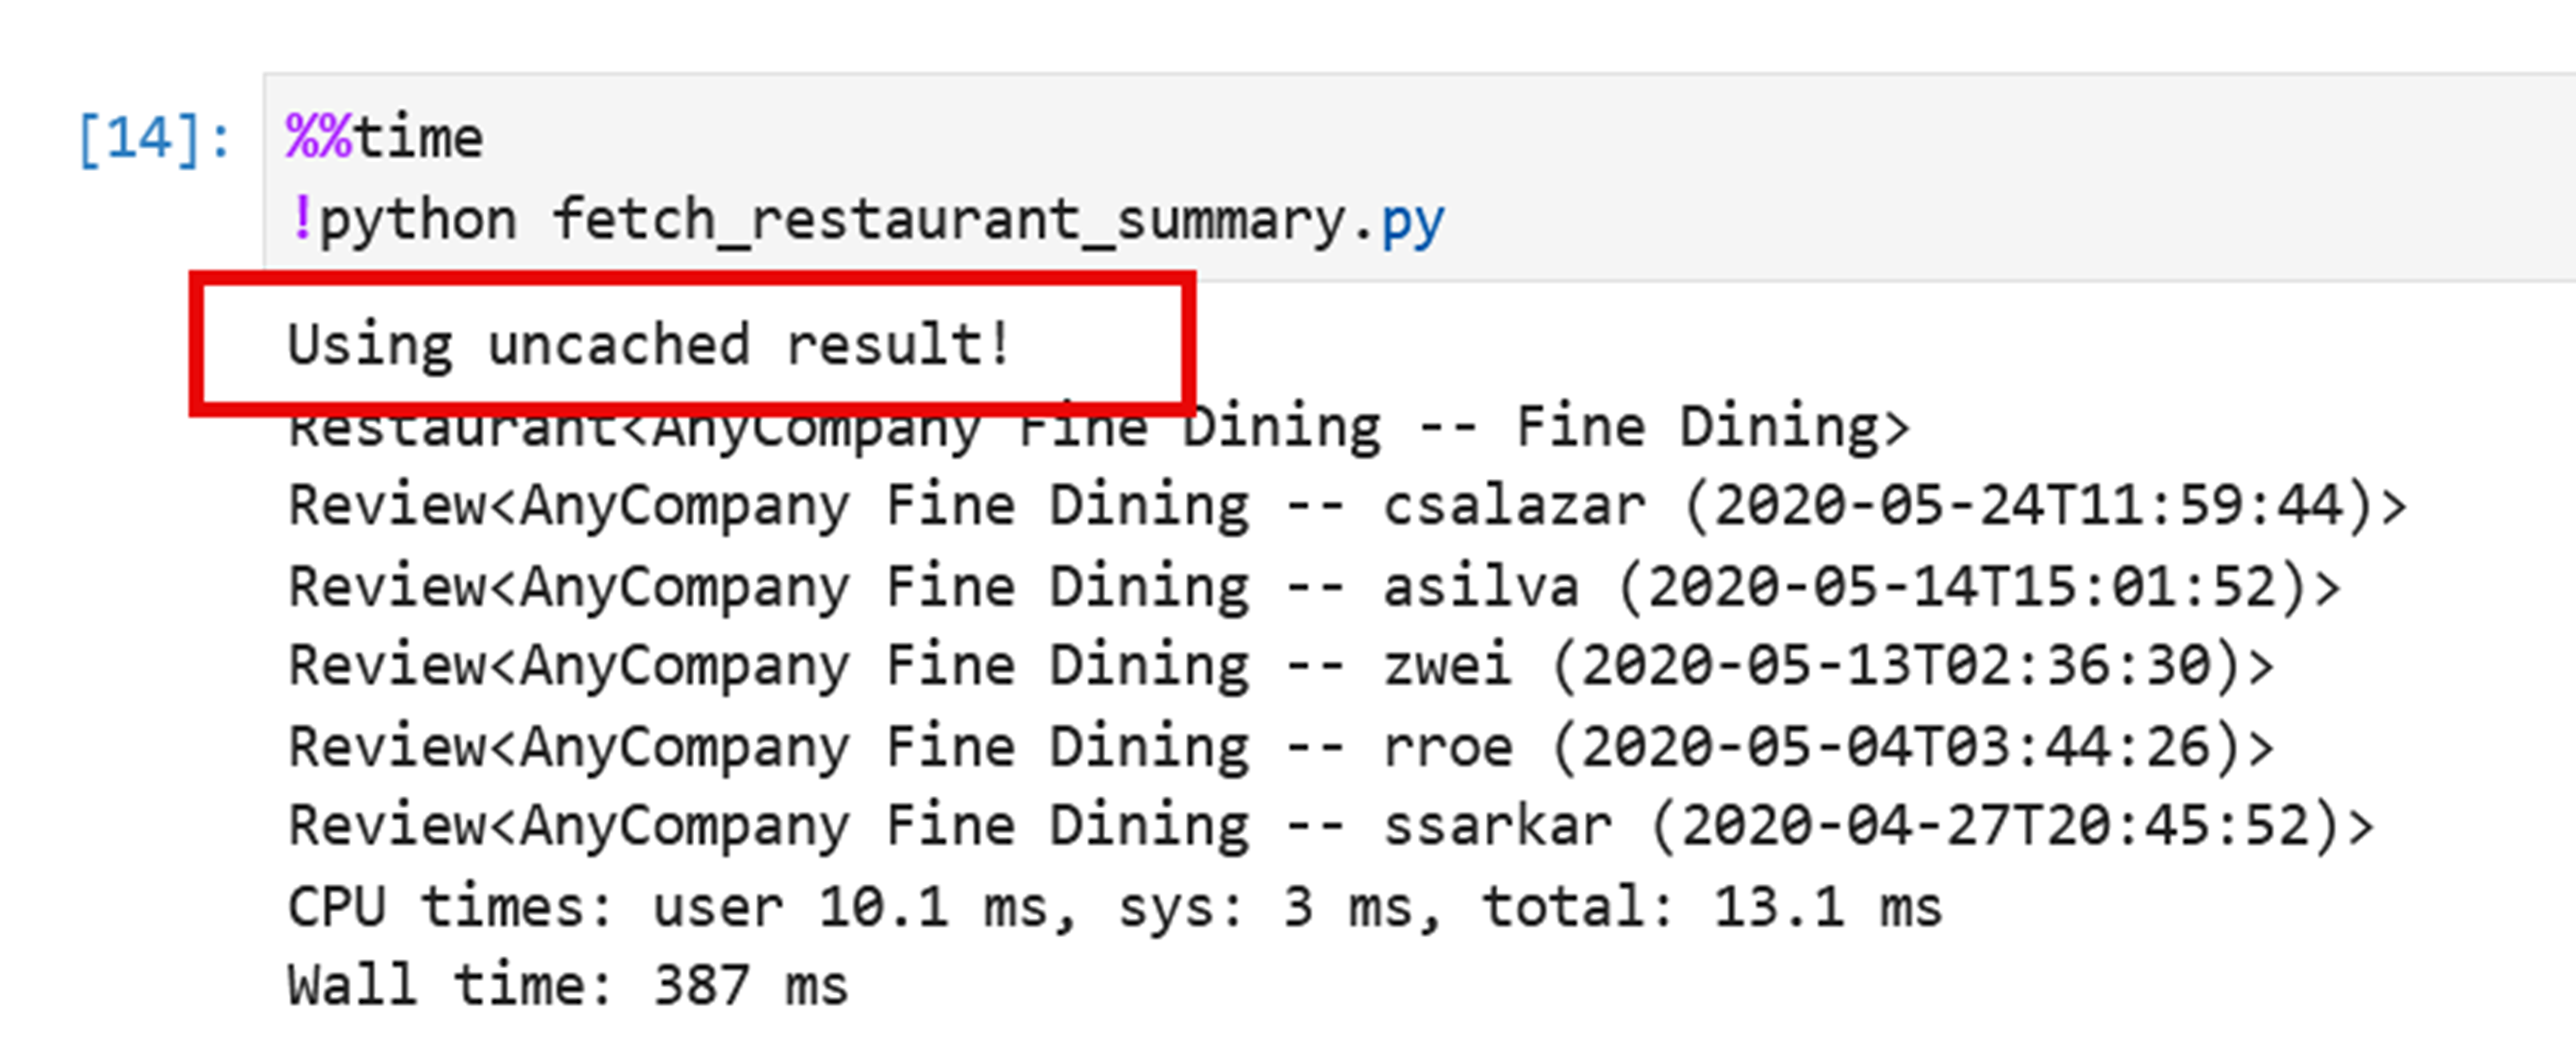 [14]: %%time
!python fetch_restaurant_summary.py
Using uncached result!
Restaurant<AnyCompany Fine Dining -- Fine Dining>
Review<AnyCompany Fine Dining -- csalazar (2020-05-24T11:59:44)>
Review<AnyCompany Fine Dining -- asilva (2020-05-14T15:01:52)>
Review<AnyCompany Fine Dining -- zwei (2020-05-13T02:36:30)>
Review<AnyCompany Fine Dining -- rroe (2020-05-04T03:44:26)>
Review<AnyCompany Fine Dining -- ssarkar (2020-04-27T20:45:52)>
CPU times: user 10.1 ms, sys: 3 ms, total: 13.1 ms
Wall time: 387 ms